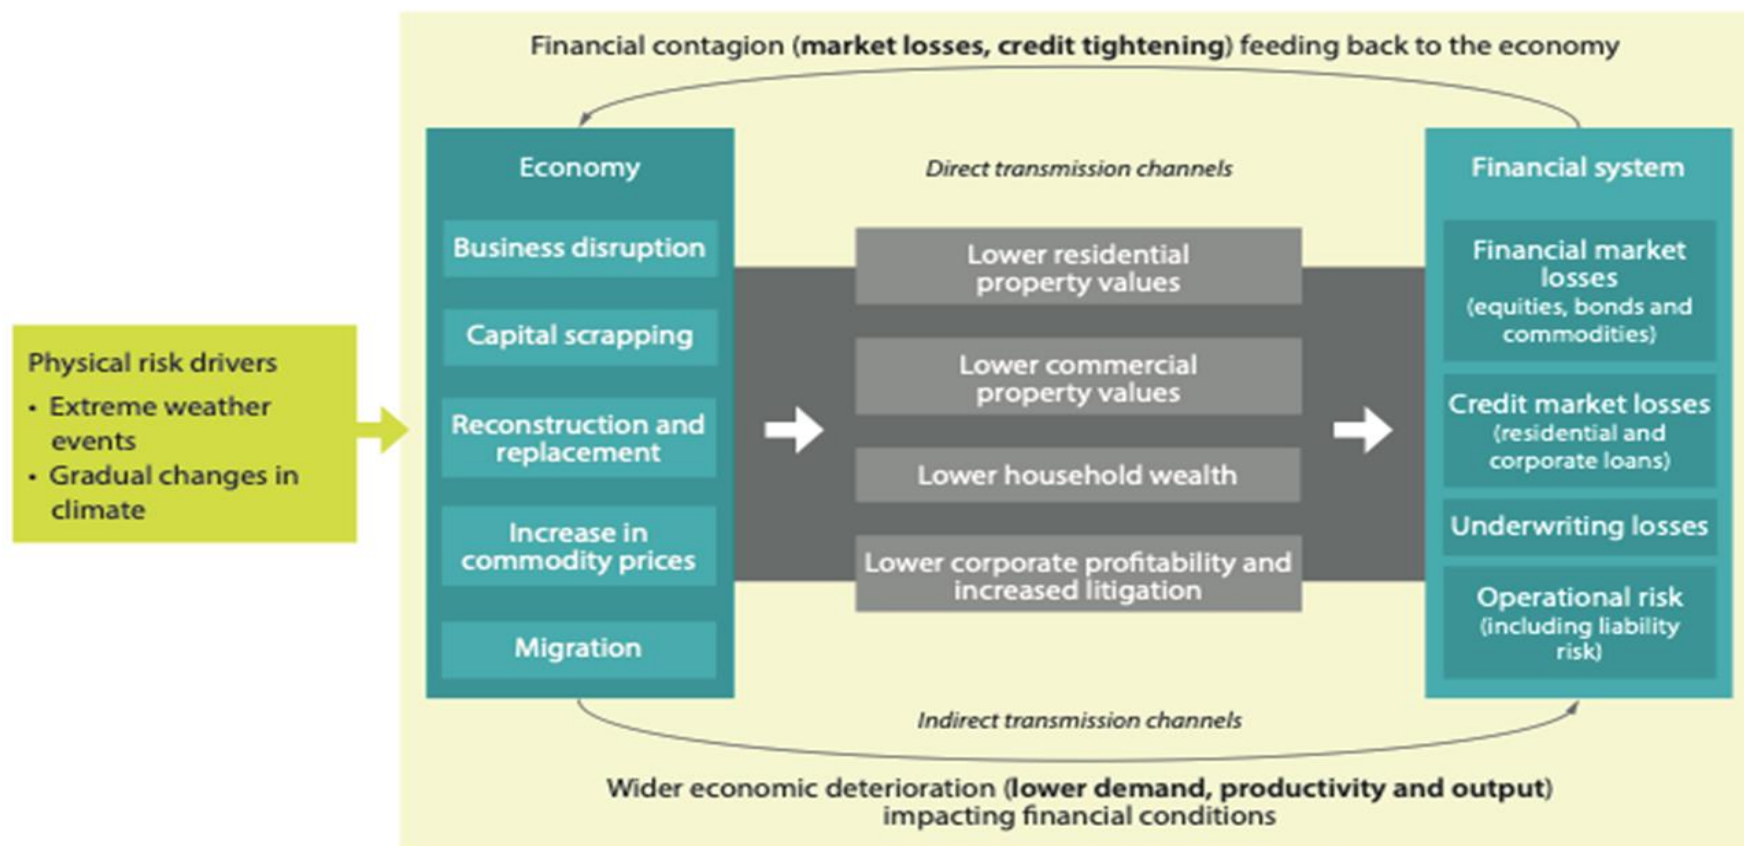 Financial contagion (market losses, credit tightening) feeding back to the economy
Physical risk drivers
• Extreme weather
events
• Gradual changes in
climate
Economy
Business disruption
Capital scrapping
Reconstruction and
replacement
Increase in
commodity prices
Migration
Direct transmission channels
Lower residential
property values
Lower commercial
property values
Lower household wealth
Lower corporate profitability and
increased litigation
Indirect transmission channels
Financial system
Financial market
losses
(equities, bonds and
commodities)
Credit market losses
(residential and
corporate loans)
Underwriting losses
Operational risk
(including liability
risk)
Wider economic deterioration (lower demand, productivity and output)
impacting financial conditions